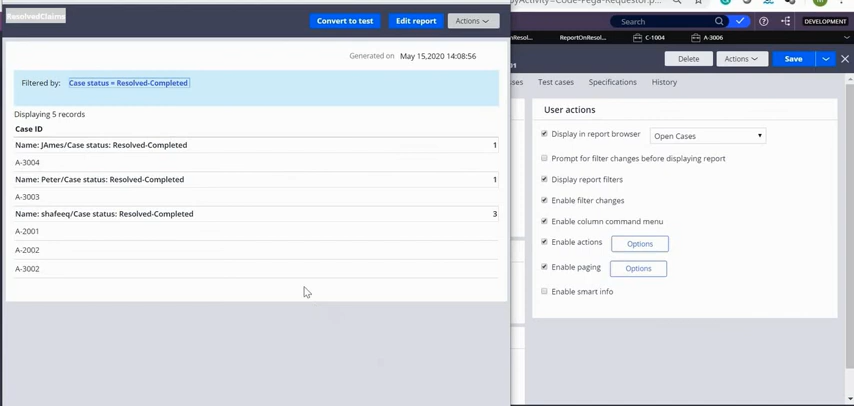 ResolvedClaims
Convert to test
Edit report
Actions
Generated on May 15,2020 14:08:56
Filtered by: Case status = Resolved-Completed
Displaying 5 records
Case ID
Name: JAmes/Case status: Resolved-Completed 1
A-3004
Name: Peter/Case status: Resolved-Completed 1
A-3003
Name: shafeeq/Case status: Resolved-Completed 3
A-2001
A-2002
A-3002
Search
DEVELOPMENT
ReportOnResol...
C-1004
A-3006
Delete
Actions
Save
Test cases
Specifications
History
User actions
Display in report browser
Open Cases
Prompt for filter changes before displaying report
Display report filters
Enable filter changes
Enable column command menu
Enable actions
Options
Enable paging
Options
Enable smart info